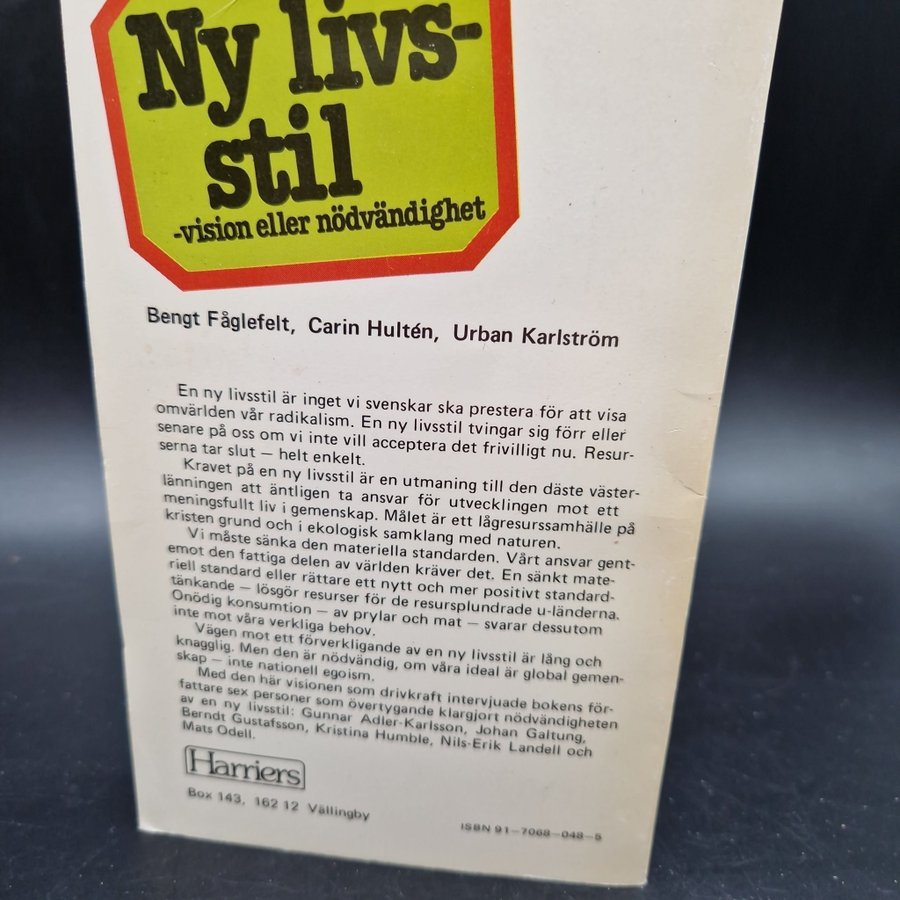 Ny livs-
stil
-vision eller nödvändighet
Bengt Fåglefelt, Carin Hultén, Urban Karlström
En ny livsstil är inget vi svenskar ska prestera för att visa
omvärlden vår radikalism. En ny livsstil tvingar sig förr eller
senare på oss om vi inte vill acceptera det frivilligt nu. Resur-
serna tar slut – helt enkelt.
Kravet på en ny livsstil är en utmaning till den däste väster-
länningen att äntligen ta ansvar för utvecklingen mot ett
meningsfullt liv i gemenskap. Målet är ett lågresurssamhälle på
kristen grund och i ekologisk samklang med naturen.
Vi måste sänka den materiella standarden. Vårt ansvar gent-
emot den fattiga delen av världen kräver det. En sänkt mate-
riell standard eller rättare ett nytt och mer positivt standard-
tänkande – lösgör resurser för de resursplundrade u-länderna.
Onödig konsumtion – av prylar och mat – svarar dessutom
inte mot våra verkliga behov.
Vägen mot ett förverkligande av en ny livsstil är lång och
knagglig. Men den är nödvändig, om våra ideal är global gemen-
skap – inte nationell egoism.
Med den här visionen som drivkraft intervjuade bokens för-
fattare sex personer som övertygande klargjort nödvändigheten
av en ny livsstil: Gunnar Adler-Karlsson, Johan Galtung,
Berndt Gustafsson, Kristina Humble, Nils-Erik Landell och
Mats Odell.
Harriers
Box 143, 162 12 Vällingby
ISBN 91-7068-048-5